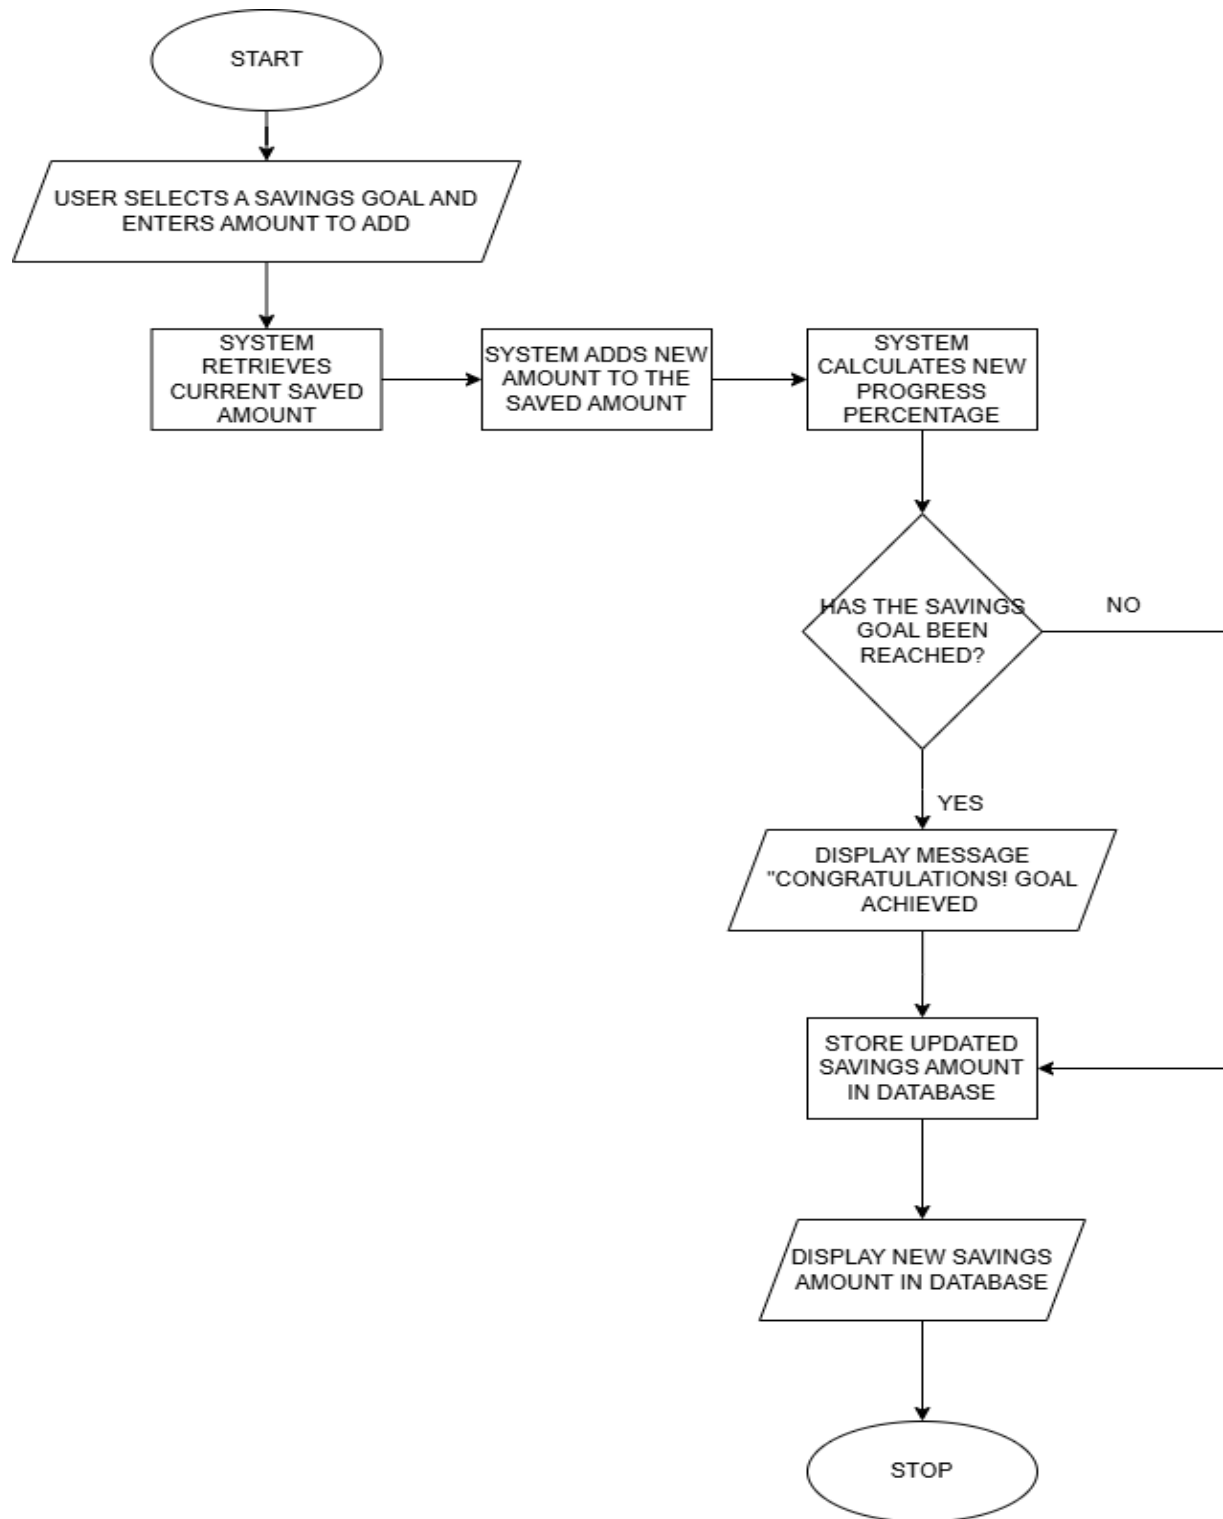 START
USER SELECTS A SAVINGS GOAL AND
ENTERS AMOUNT TO ADD
SYSTEM
RETRIEVES
CURRENT SAVED
AMOUNT
SYSTEM ADDS NEW
AMOUNT TO THE
SAVED AMOUNT
SYSTEM
CALCULATES NEW
PROGRESS
PERCENTAGE
HAS THE SAVINGS
GOAL BEEN
REACHED?
NO
YES
DISPLAY MESSAGE
"CONGRATULATIONS! GOAL
ACHIEVED
STORE UPDATED
SAVINGS AMOUNT
IN DATABASE
DISPLAY NEW SAVINGS
AMOUNT IN DATABASE
STOP